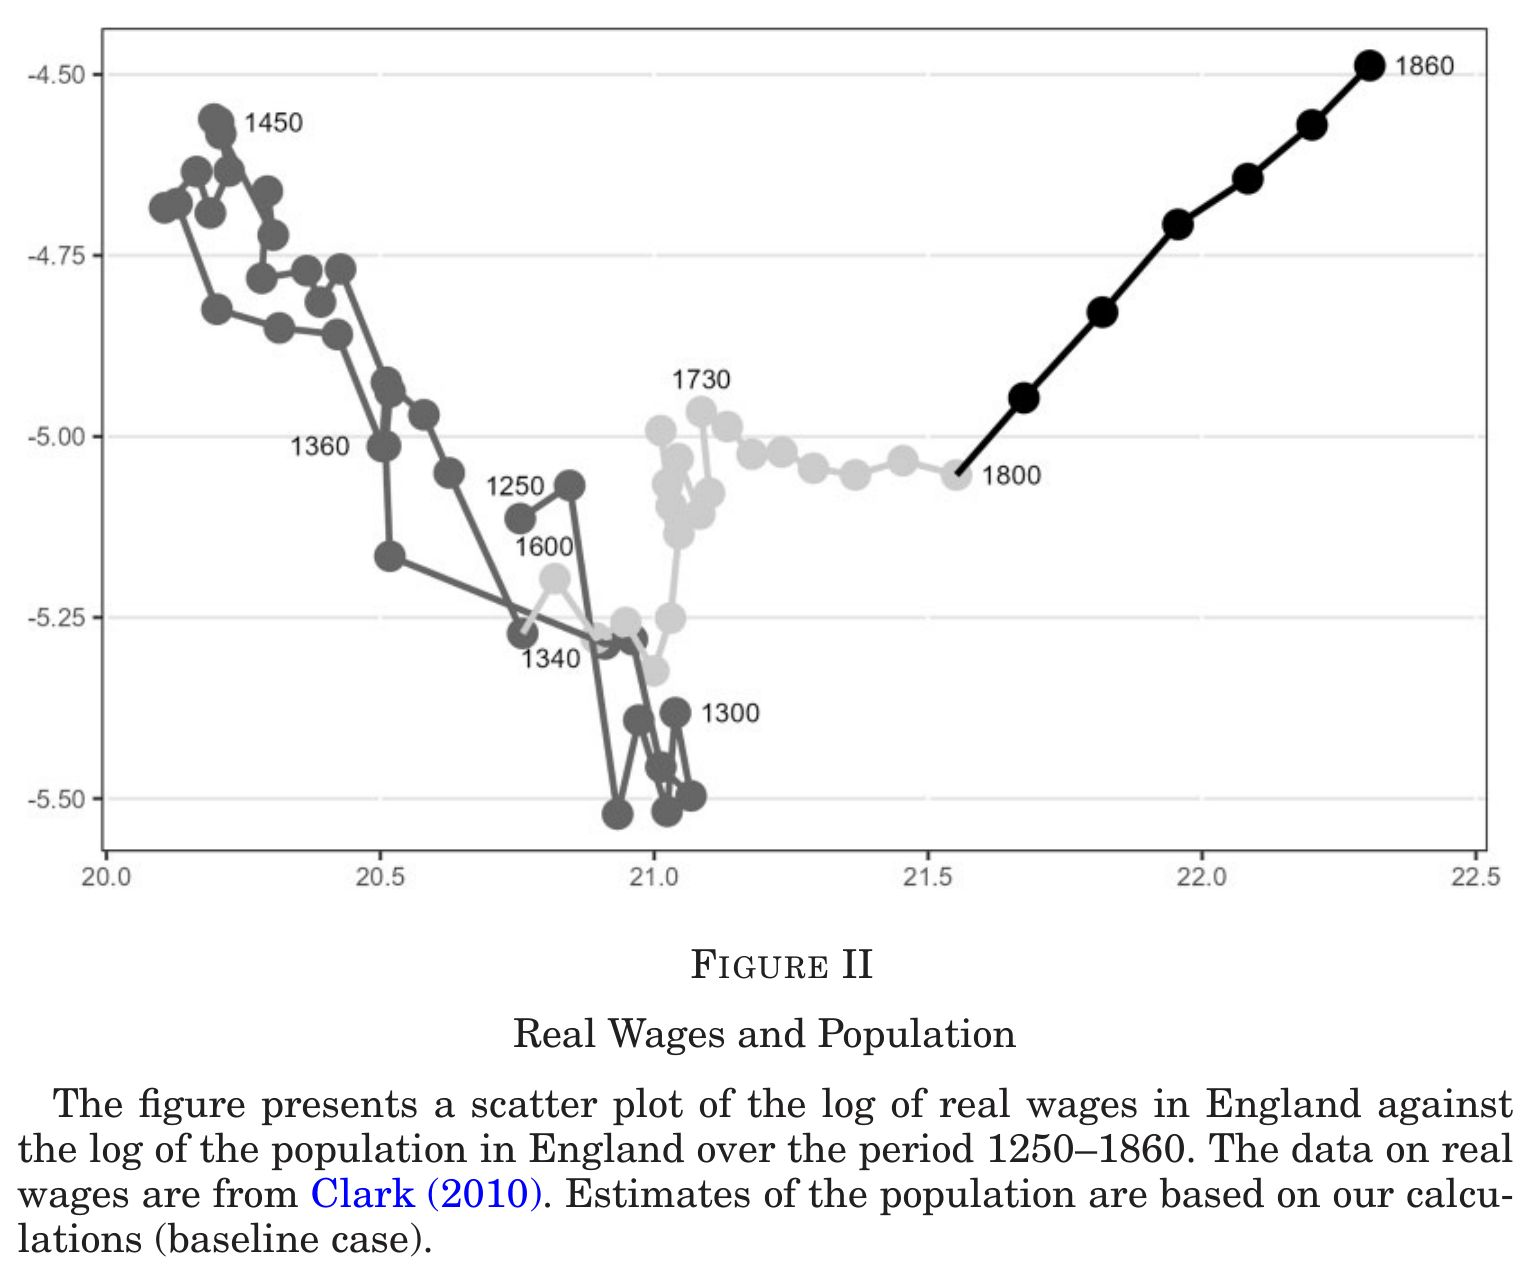 -4.50
-4.75
-5.00
-5.25
-5.50
1860
1450
1730
1360
1250
1800
1600
1340
1300
20.0 20.5 21.0 21.5 22.0 22.5
FIGURE II
Real Wages and Population
The figure presents a scatter plot of the log of real wages in England against
the log of the population in England over the period 1250–1860. The data on real
wages are from Clark (2010). Estimates of the population are based on our calcu-
lations (baseline case).